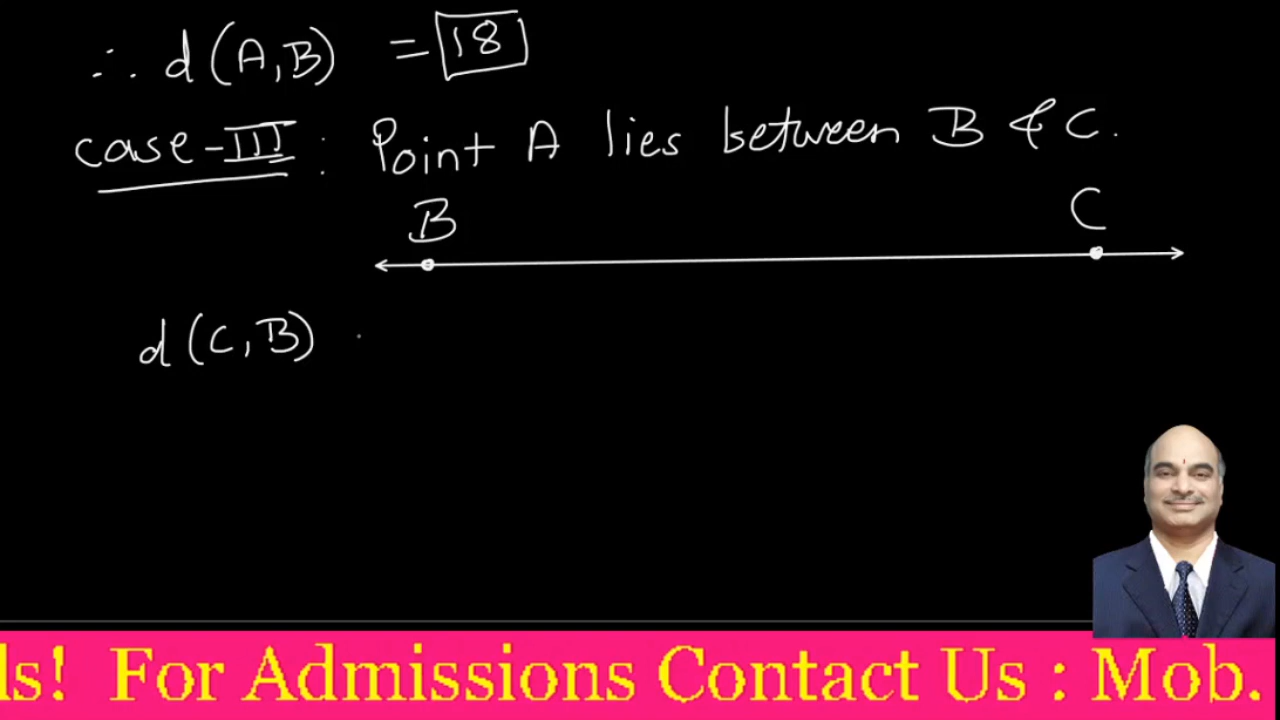 ∴ d(A,B) = 18
case-III : Point A lies between B & C.
B C
d(C,B)
ls! For Admissions Contact Us : Mob.